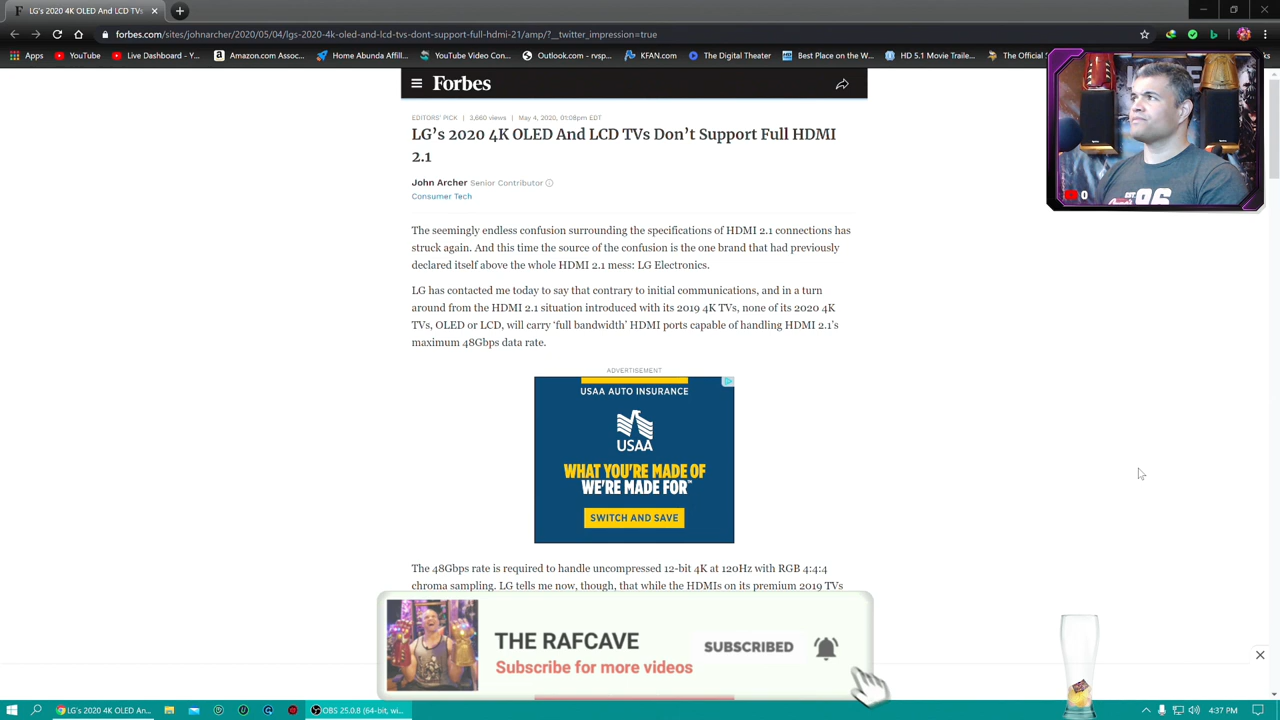 LG's 2020 4K OLED And LCD TVs
forbes.com/sites/johnarcher/2020/05/04/lgs-2020-4k-oled-and-lcd-tvs-dont-support-full-hdmi-21/amp/?__twitter_impression=true
Apps YouTube Live Dashboard - Y... Amazon.com Assoc... Home Abunda Affill... YouTube Video Con... Outlook.com - rvsp... KFAN.com The Digital Theater Best Place on the W... HD 5.1 Movie Traile... The Official
Forbes
EDITORS' PICK | 3,660 views | May 4, 2020, 01:08pm EDT
LG's 2020 4K OLED And LCD TVs Don't Support Full HDMI
2.1
John Archer Senior Contributor
Consumer Tech
The seemingly endless confusion surrounding the specifications of HDMI 2.1 connections has
struck again. And this time the source of the confusion is the one brand that had previously
declared itself above the whole HDMI 2.1 mess: LG Electronics.
LG has contacted me today to say that contrary to initial communications, and in a turn
around from the HDMI 2.1 situation introduced with its 2019 4K TVs, none of its 2020 4K
TVs, OLED or LCD, will carry 'full bandwidth' HDMI ports capable of handling HDMI 2.1's
maximum 48Gbps data rate.
ADVERTISEMENT
USAA AUTO INSURANCE
USAA
WHAT YOU'RE MADE OF
WE'RE MADE FOR™
SWITCH AND SAVE
The 48Gbps rate is required to handle uncompressed 12-bit 4K at 120Hz with RGB 4:4:4
chroma sampling. LG tells me now, though, that while the HDMIs on its premium 2019 TVs
THE RAFCAVE
Subscribe for more videos
SUBSCRIBED
0
96
LG's 2020 4K OLED An... OBS 25.0.8 (64-bit, wi...
4:37 PM